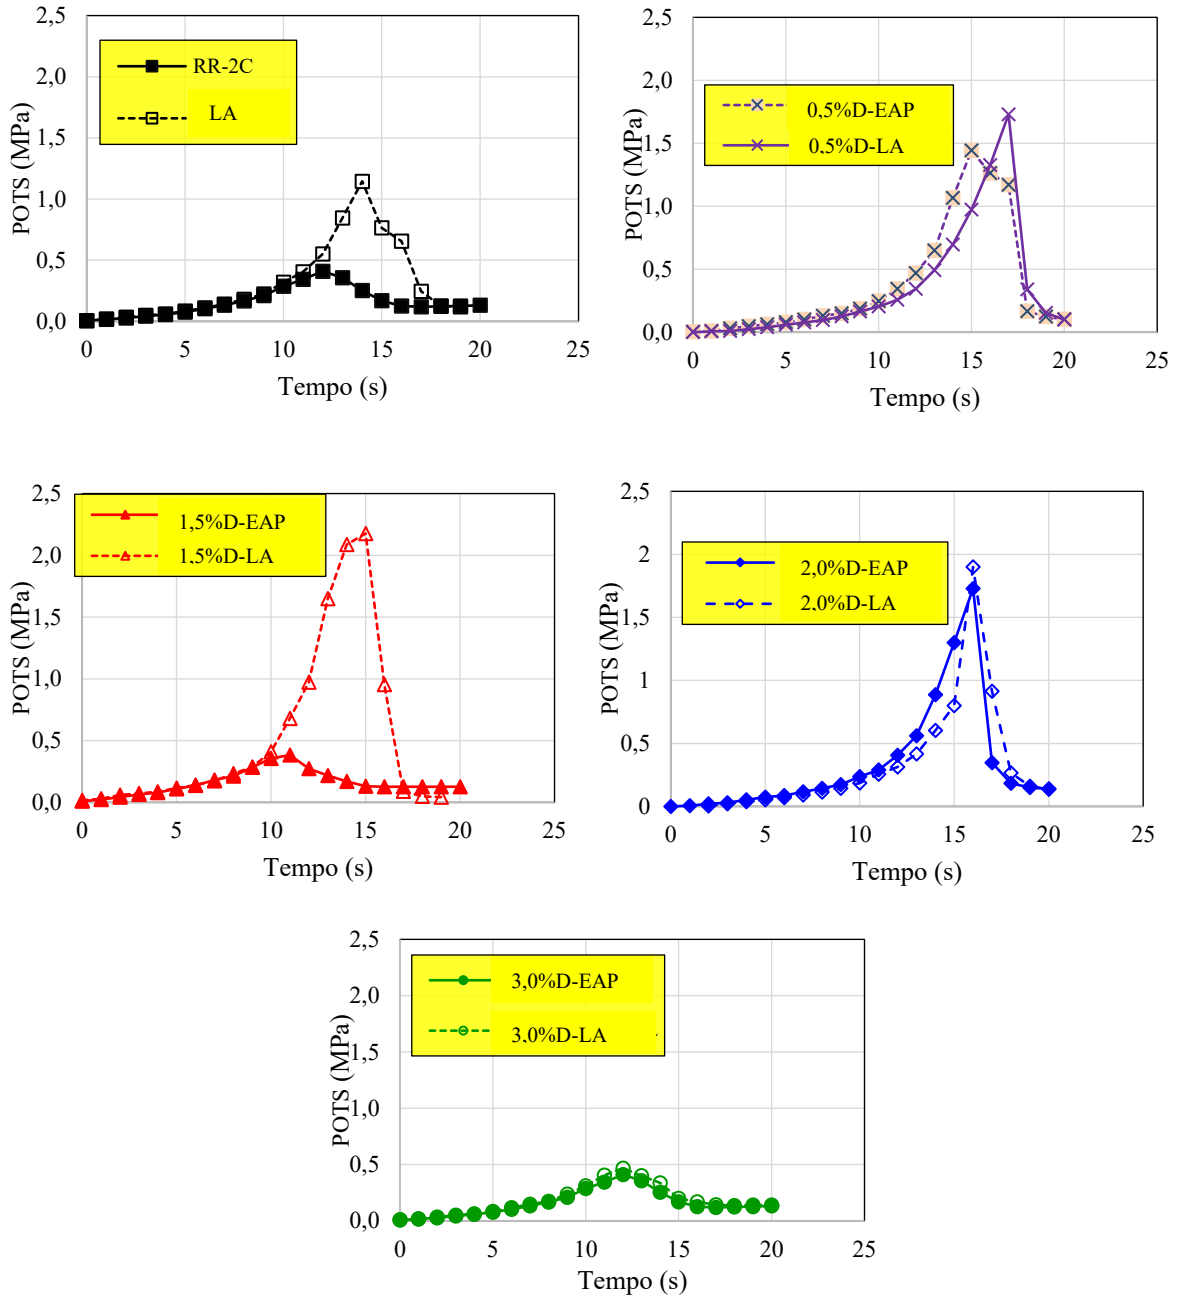 2,5
2,0
1,5
1,0
0,5
0,0
POTS (MPa)
RR-2C
LA
0 5 10 15 20 25
Tempo (s)
2,5
2,0
1,5
1,0
0,5
0,0
POTS (MPa)
0,5%D-EAP
0,5%D-LA
0 5 10 15 20 25
Tempo (s)
2,5
2,0
1,5
1,0
0,5
0,0
POTS (MPa)
1,5%D-EAP
1,5%D-LA
0 5 10 15 20 25
Tempo (s)
2,5
2
1,5
1
0,5
0
POTS (MPa)
2,0%D-EAP
2,0%D-LA
0 5 10 15 20 25
Tempo (s)
2,5
2,0
1,5
1,0
0,5
0,0
POTS (MPa)
3,0%D-EAP
3,0%D-LA
0 5 10 15 20 25
Tempo (s)